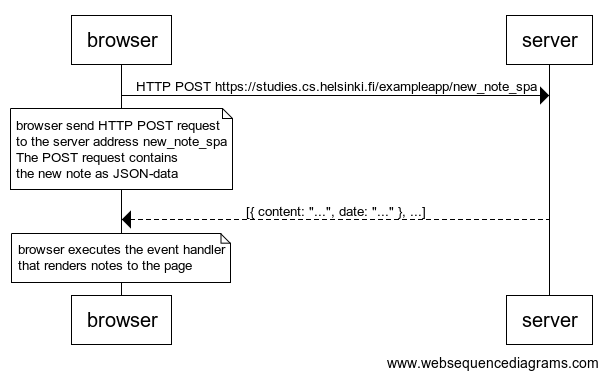 browser
server
HTTP POST https://studies.cs.helsinki.fi/exampleapp/new_note_spa
browser send HTTP POST request
to the server address new_note_spa
The POST request contains
the new note as JSON-data
[{ content: "...", date: "..." }, ...]
browser executes the event handler
that renders notes to the page
browser
server
www.websequencediagrams.com